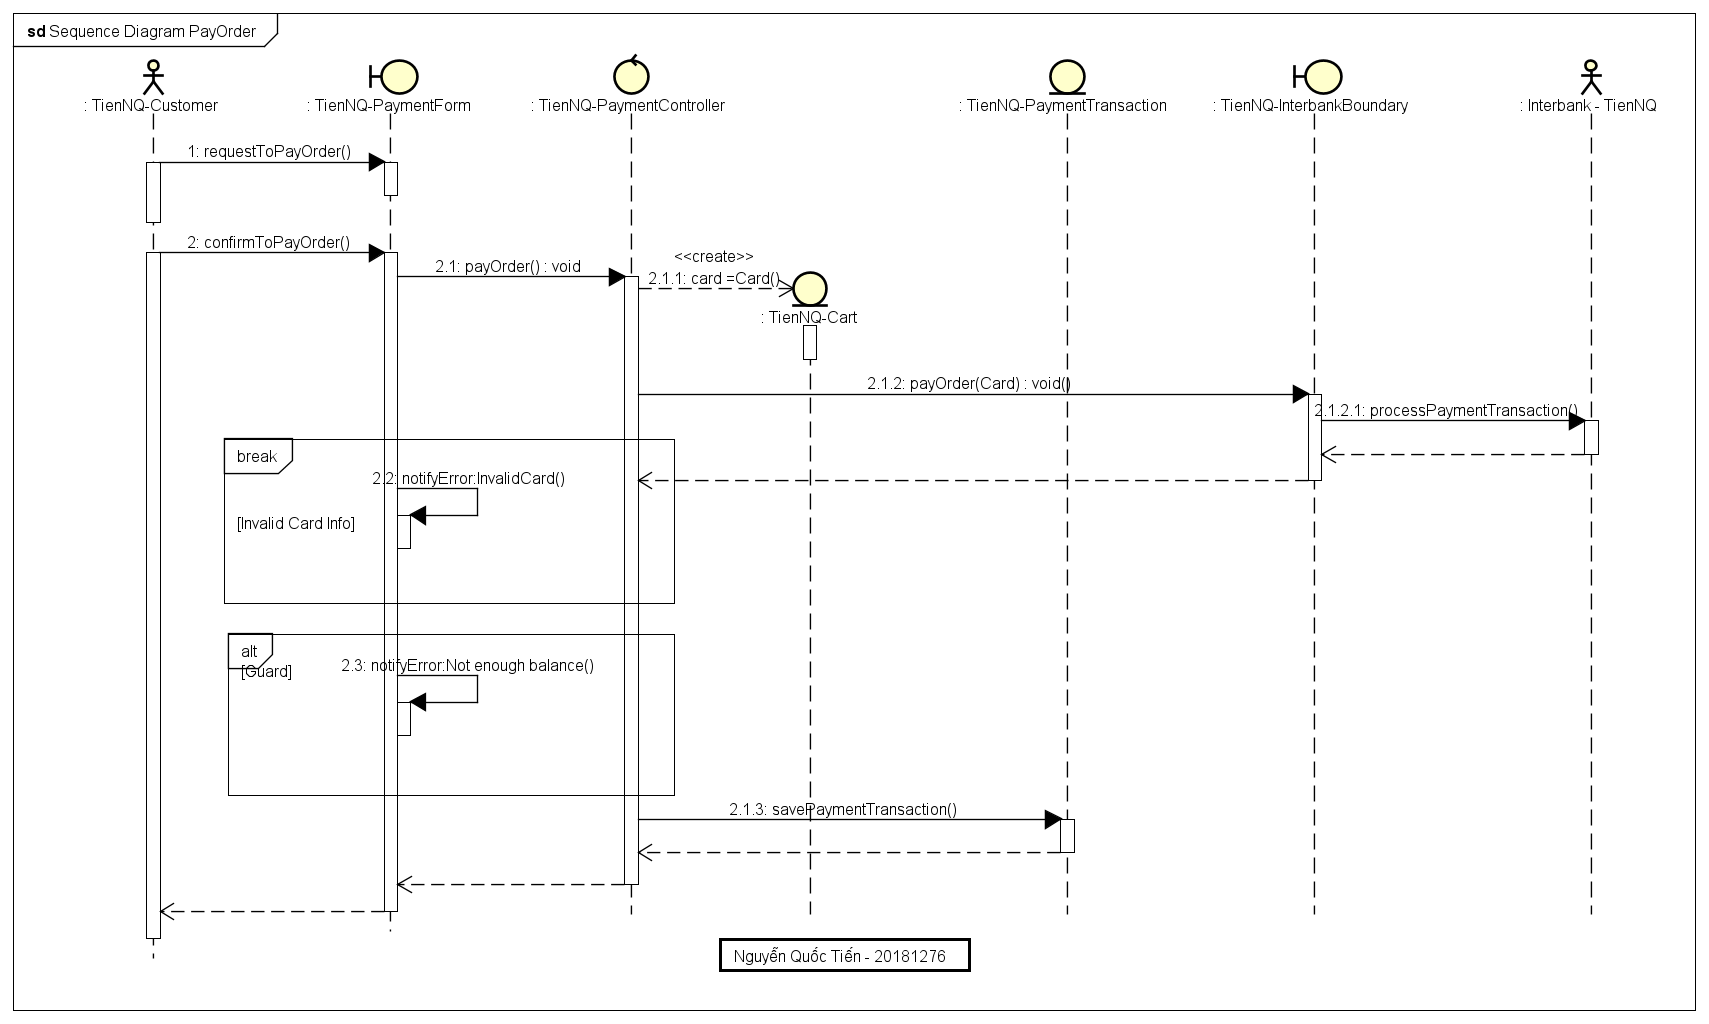 sd Sequence Diagram PayOrder
: TienNQ-Customer
: TienNQ-PaymentForm
: TienNQ-PaymentController
: TienNQ-PaymentTransaction
: TienNQ-InterbankBoundary
: Interbank - TienNQ
1: requestToPayOrder()
2: confirmToPayOrder()
2.1: payOrder() : void
<<create>>
2.1.1: card =Card()
: TienNQ-Cart
2.1.2: payOrder(Card) : void()
2.1.2.1: processPaymentTransaction()
break
2.2: notifyError:InvalidCard()
[Invalid Card Info]
alt
2.3: notifyError:Not enough balance()
[Guard]
2.1.3: savePaymentTransaction()
Nguyễn Quốc Tiến - 20181276